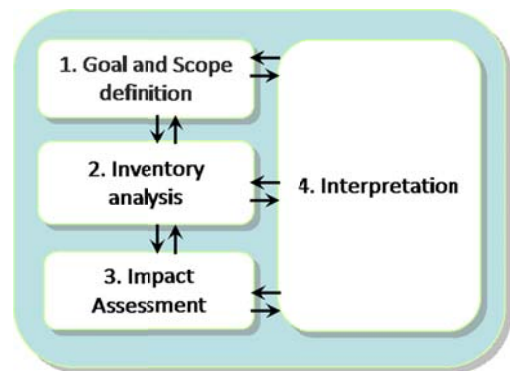 1. Goal and Scope
definition
2. Inventory
analysis
3. Impact
Assessment
4. Interpretation